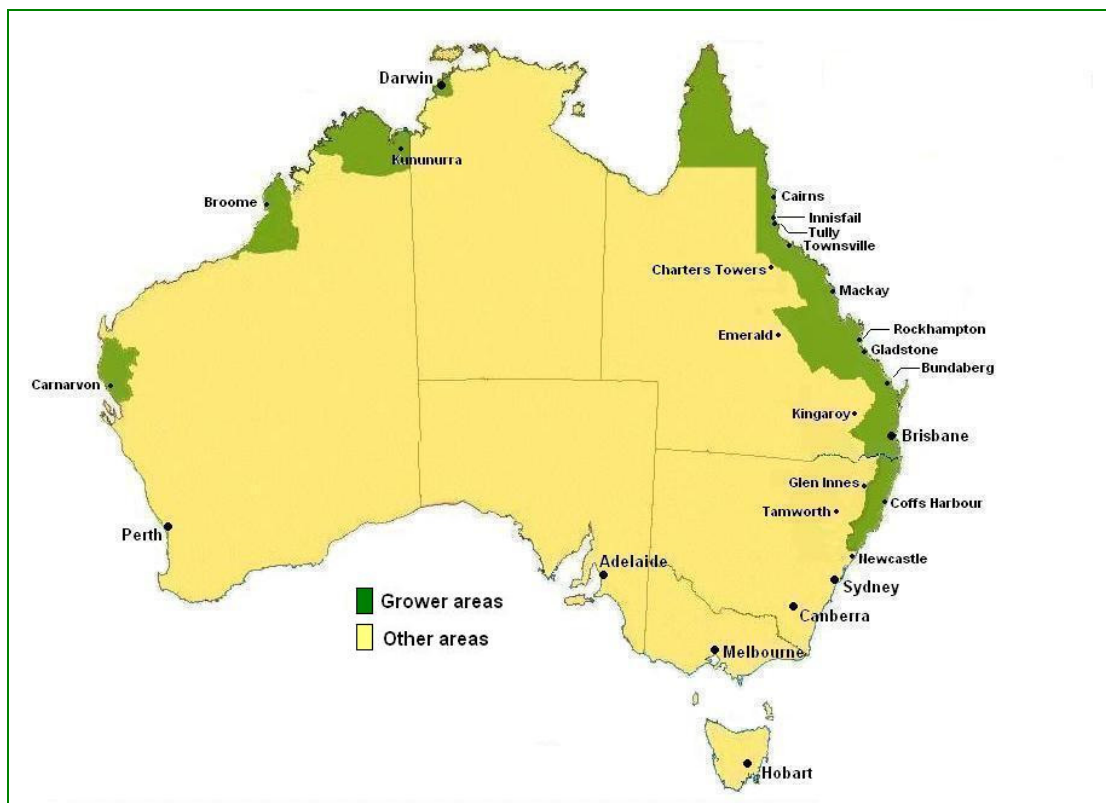 Darwin
Kununurra
Broome
Cairns
Innisfail
Tully
Townsville
Charters Towers
Mackay
Rockhampton
Emerald
Gladstone
Bundaberg
Carnarvon
Kingaroy
Brisbane
Glen Innes
Coffs Harbour
Tamworth
Perth
Newcastle
Adelaide
Sydney
Grower areas
Canberra
Other areas
Melbourne
Hobart